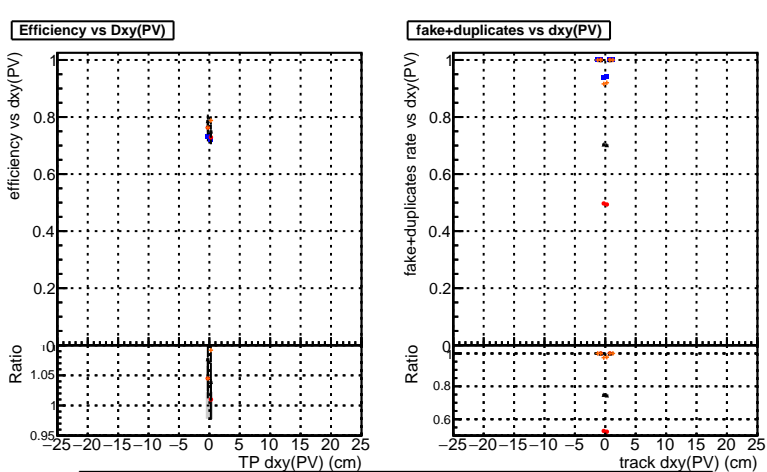 Efficiency vs Dxy(PV)
efficiency vs dxy(PV)
1
0.8
0.6
0.4
0.2
0
Ratio
1.05
1
0.95
−25 −20 −15 −10 −5 0 5 10 15 20 25
TP dxy(PV) (cm)
fake+duplicates vs dxy(PV)
fake+duplicates rate vs dxy(PV)
1
0.8
0.6
0.4
0.2
0
Ratio
1
0.8
0.6
−25 −20 −15 −10 −5 0 5 10 15 20 25
track dxy(PV) (cm)